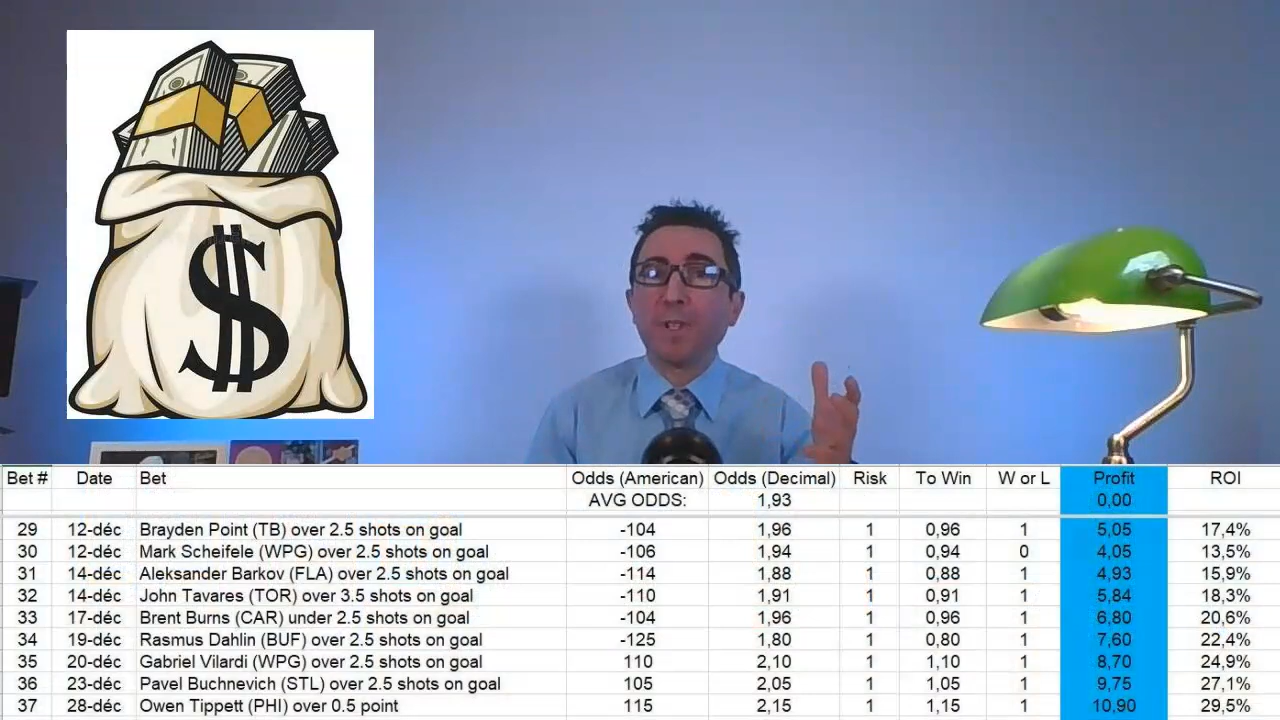 $
Bet # Date Bet Odds (American) Odds (Decimal) Risk To Win W or L Profit ROI
AVG ODDS: 1,93 0,00
29 12-déc Brayden Point (TB) over 2.5 shots on goal -104 1,96 1 0,96 1 5,05 17,4%
30 12-déc Mark Scheifele (WPG) over 2.5 shots on goal -106 1,94 1 0,94 0 4,05 13,5%
31 14-déc Aleksander Barkov (FLA) over 2.5 shots on goal -114 1,88 1 0,88 1 4,93 15,9%
32 14-déc John Tavares (TOR) over 3.5 shots on goal -110 1,91 1 0,91 1 5,84 18,3%
33 17-déc Brent Burns (CAR) under 2.5 shots on goal -104 1,96 1 0,96 1 6,80 20,6%
34 19-déc Rasmus Dahlin (BUF) over 2.5 shots on goal -125 1,80 1 0,80 1 7,60 22,4%
35 20-déc Gabriel Vilardi (WPG) over 2.5 shots on goal 110 2,10 1 1,10 1 8,70 24,9%
36 23-déc Pavel Buchnevich (STL) over 2.5 shots on goal 105 2,05 1 1,05 1 9,75 27,1%
37 28-déc Owen Tippett (PHI) over 0.5 point 115 2,15 1 1,15 1 10,90 29,5%